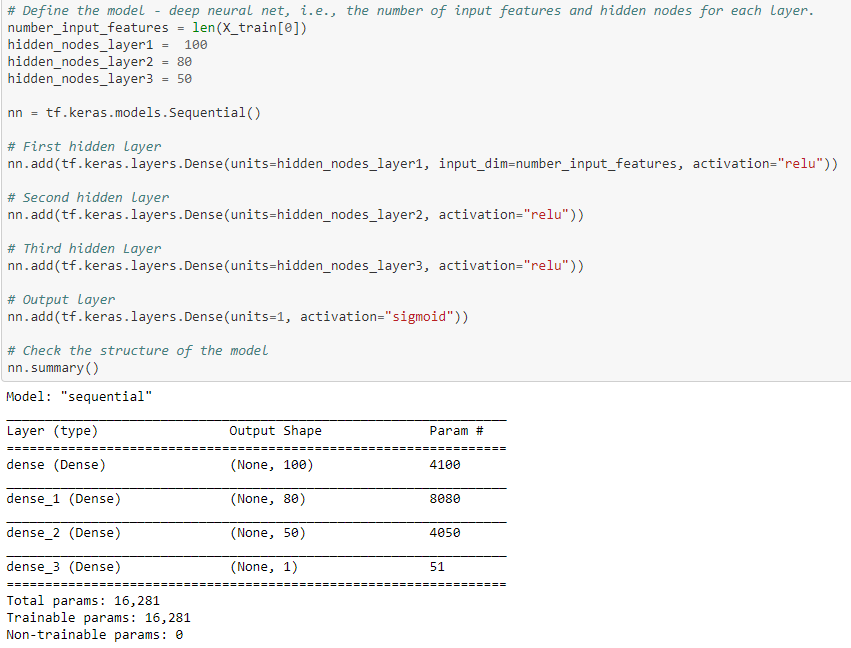 # Define the model - deep neural net, i.e., the number of input features and hidden nodes for each layer.
number_input_features = len(X_train[0])
hidden_nodes_layer1 =  100
hidden_nodes_layer2 = 80
hidden_nodes_layer3 = 50
nn = tf.keras.models.Sequential()
# First hidden layer
nn.add(tf.keras.layers.Dense(units=hidden_nodes_layer1, input_dim=number_input_features, activation="relu"))
# Second hidden layer
nn.add(tf.keras.layers.Dense(units=hidden_nodes_layer2, activation="relu"))
# Third hidden Layer
nn.add(tf.keras.layers.Dense(units=hidden_nodes_layer3, activation="relu"))
# Output layer
nn.add(tf.keras.layers.Dense(units=1, activation="sigmoid"))
# Check the structure of the model
nn.summary()
Model: "sequential"
Layer (type) Output Shape Param #
dense (Dense) (None, 100) 4100
dense_1 (Dense) (None, 80) 8080
dense_2 (Dense) (None, 50) 4050
dense_3 (Dense) (None, 1) 51
Total params: 16,281
Trainable params: 16,281
Non-trainable params: 0